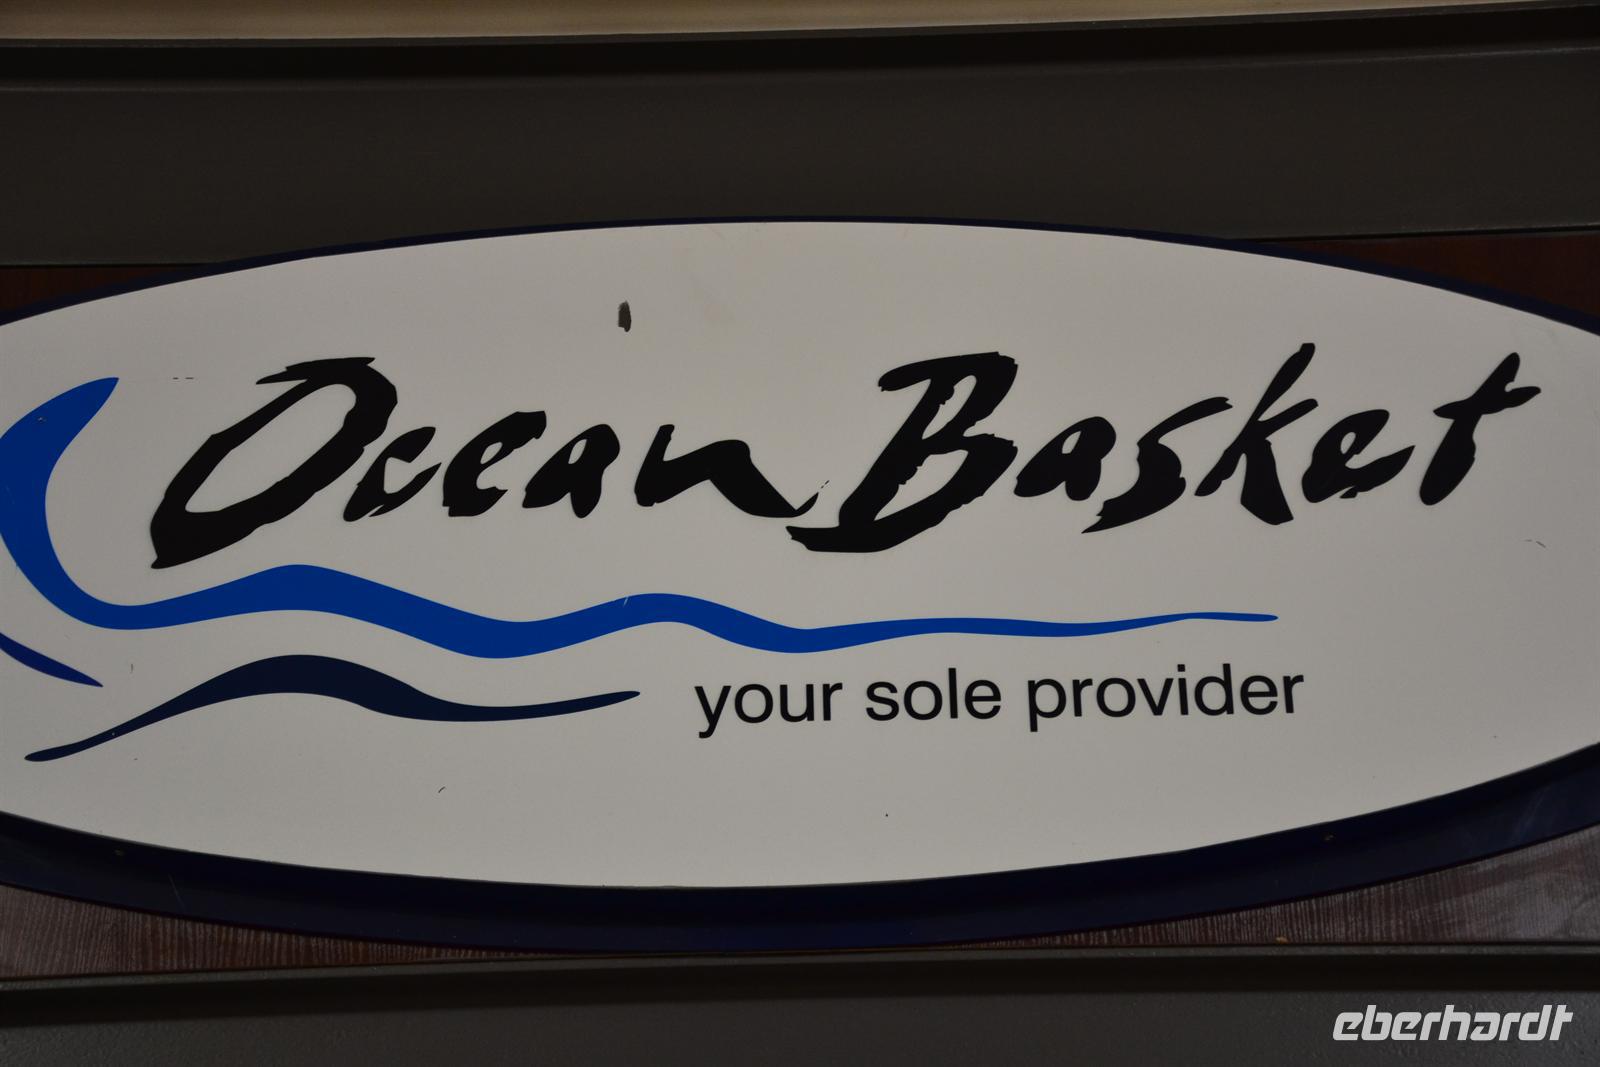 Ocean Basket
your sole provider
eberhardt